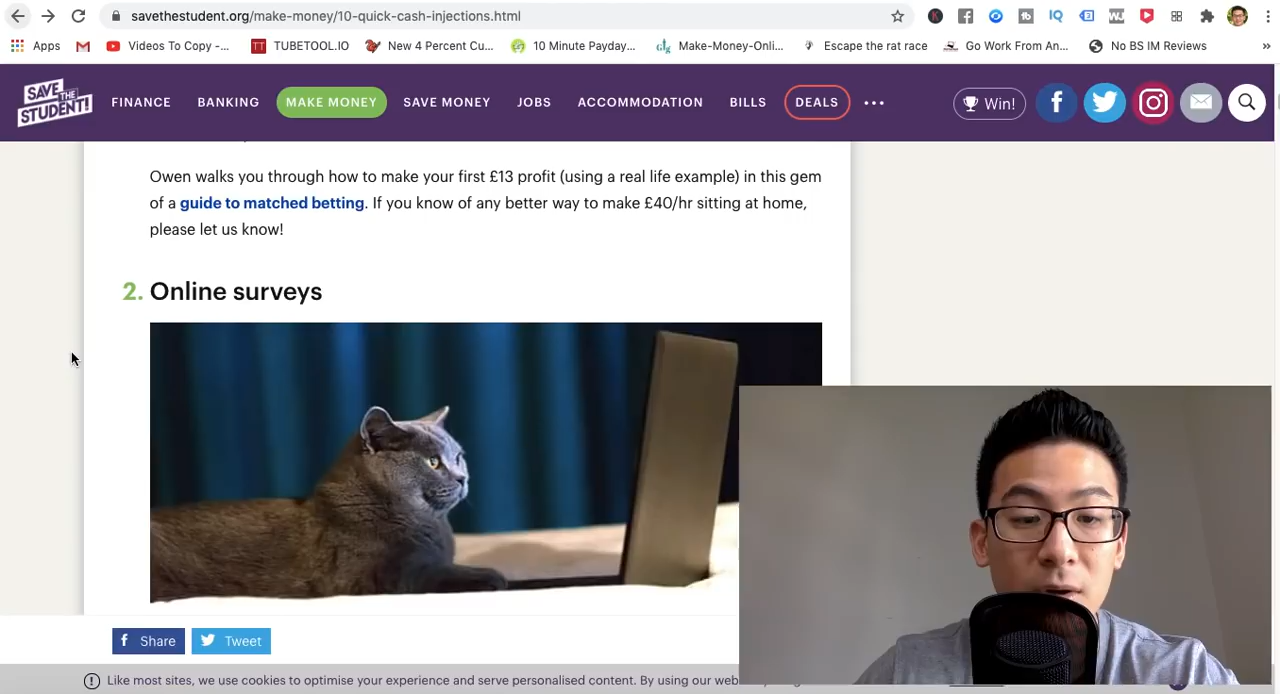 savethestudent.org/make-money/10-quick-cash-injections.html
Apps
Videos To Copy -...
TUBETOOL.IO
New 4 Percent Cu...
10 Minute Payday...
Make-Money-Onli...
Escape the rat race
Go Work From An...
No BS IM Reviews
»
SAVE THE STUDENT!
FINANCE
BANKING
MAKE MONEY
SAVE MONEY
JOBS
ACCOMMODATION
BILLS
DEALS
Win!
Owen walks you through how to make your first £13 profit (using a real life example) in this gem
of a guide to matched betting. If you know of any better way to make £40/hr sitting at home,
please let us know!
2. Online surveys
Share
Tweet
Like most sites, we use cookies to optimise your experience and serve personalised content. By using our